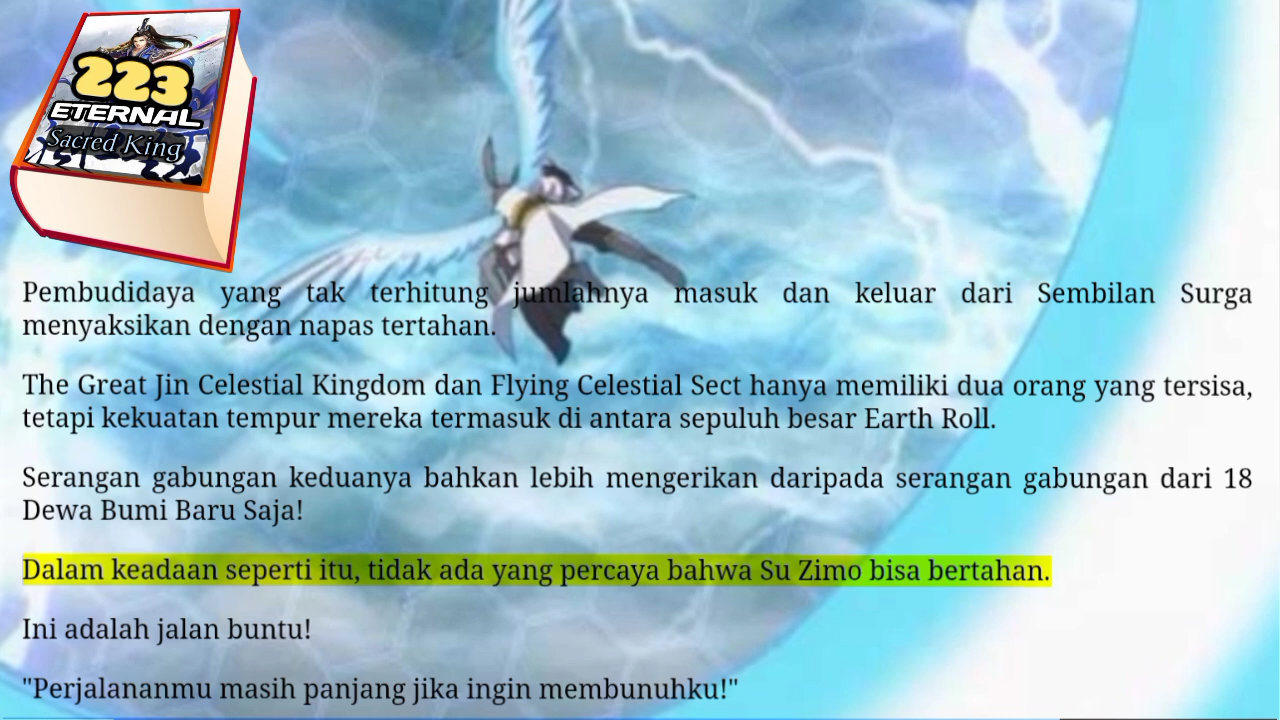 223
ETERNAL
Sacred King
Pembudidaya yang tak terhitung jumlahnya masuk dan keluar dari Sembilan Surga
menyaksikan dengan napas tertahan.
The Great Jin Celestial Kingdom dan Flying Celestial Sect hanya memiliki dua orang yang tersisa,
tetapi kekuatan tempur mereka termasuk di antara sepuluh besar Earth Roll.
Serangan gabungan keduanya bahkan lebih mengerikan daripada serangan gabungan dari 18
Dewa Bumi Baru Saja!
Dalam keadaan seperti itu, tidak ada yang percaya bahwa Su Zimo bisa bertahan.
Ini adalah jalan buntu!
"Perjalananmu masih panjang jika ingin membunuhku!"